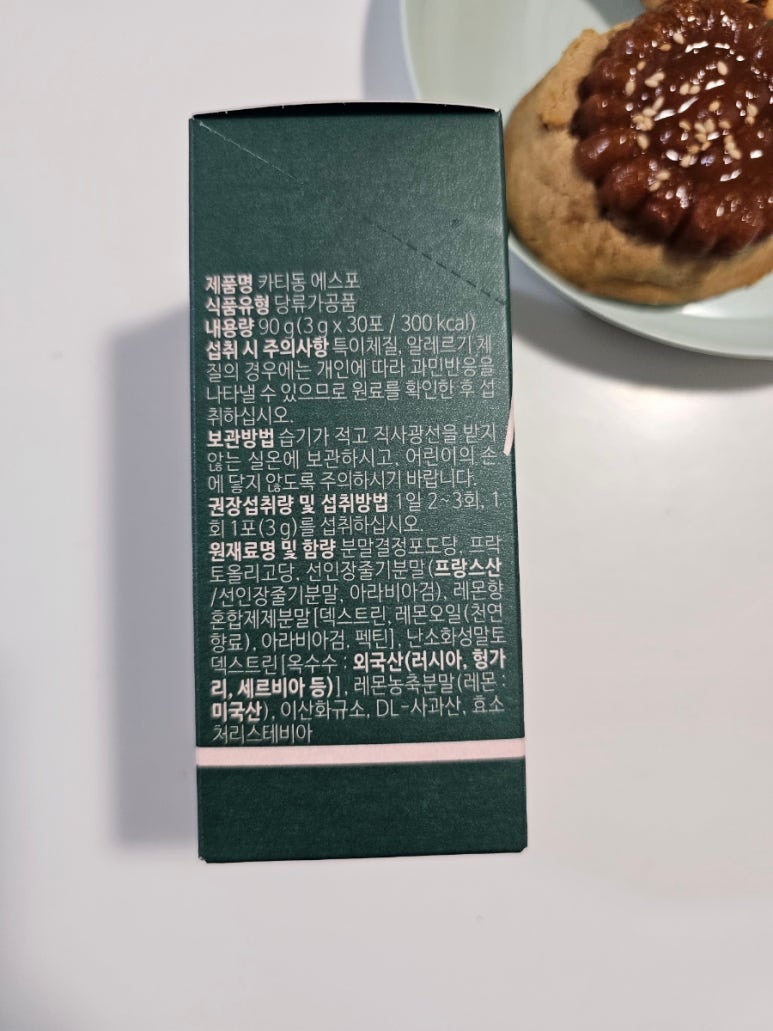 제품명 카티동 에스포
식품유형 당류가공품
내용량 90 g(3 g x 30포 / 300 kcal)
섭취 시 주의사항 특이체질, 알레르기 체
질의 경우에는 개인에 따라 과민반응을
나타낼 수 있으므로 원료를 확인한 후 섭
취하십시오.
보관방법 습기가 적고 직사광선을 받지
않는 실온에 보관하시고, 어린이의 손
에 닿지 않도록 주의하시기 바랍니다.
권장섭취량 및 섭취방법 1일 2~3회, 1
회 1포(3 g)를 섭취하십시오.
원재료명 및 함량 분말결정포도당, 프락
토올리고당, 선인장줄기분말(프랑스산
/선인장줄기분말, 아라비아검), 레몬향
혼합제제분말[덱스트린, 레몬오일(천연
향료), 아라비아검, 펙틴], 난소화성말토
덱스트린[옥수수 : 외국산(러시아, 헝가
리, 세르비아 등)], 레몬농축분말(레몬 :
미국산), 이산화규소, DL-사과산, 효소
처리스테비아